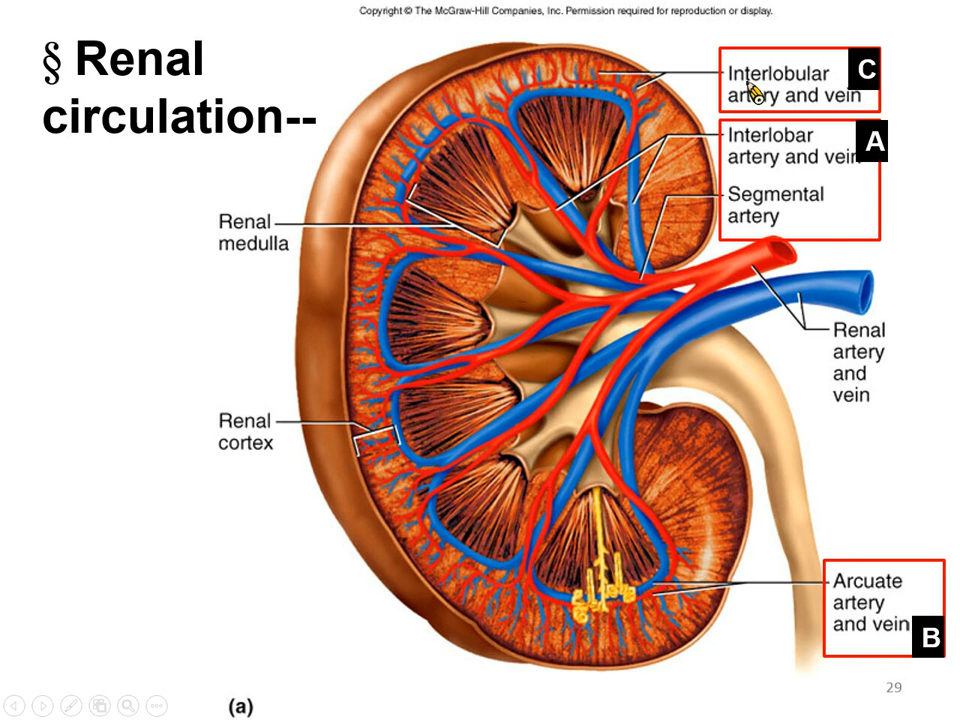 Copyright © The McGraw-Hill Companies, Inc. Permission required for reproduction or display.
§ Renal
circulation--
Interlobular
artery and vein
C
Interlobar
artery and vein
A
Segmental
artery
Renal
medulla
Renal
artery
and
vein
Renal
cortex
Arcuate
artery
and vein
B
29
(a)